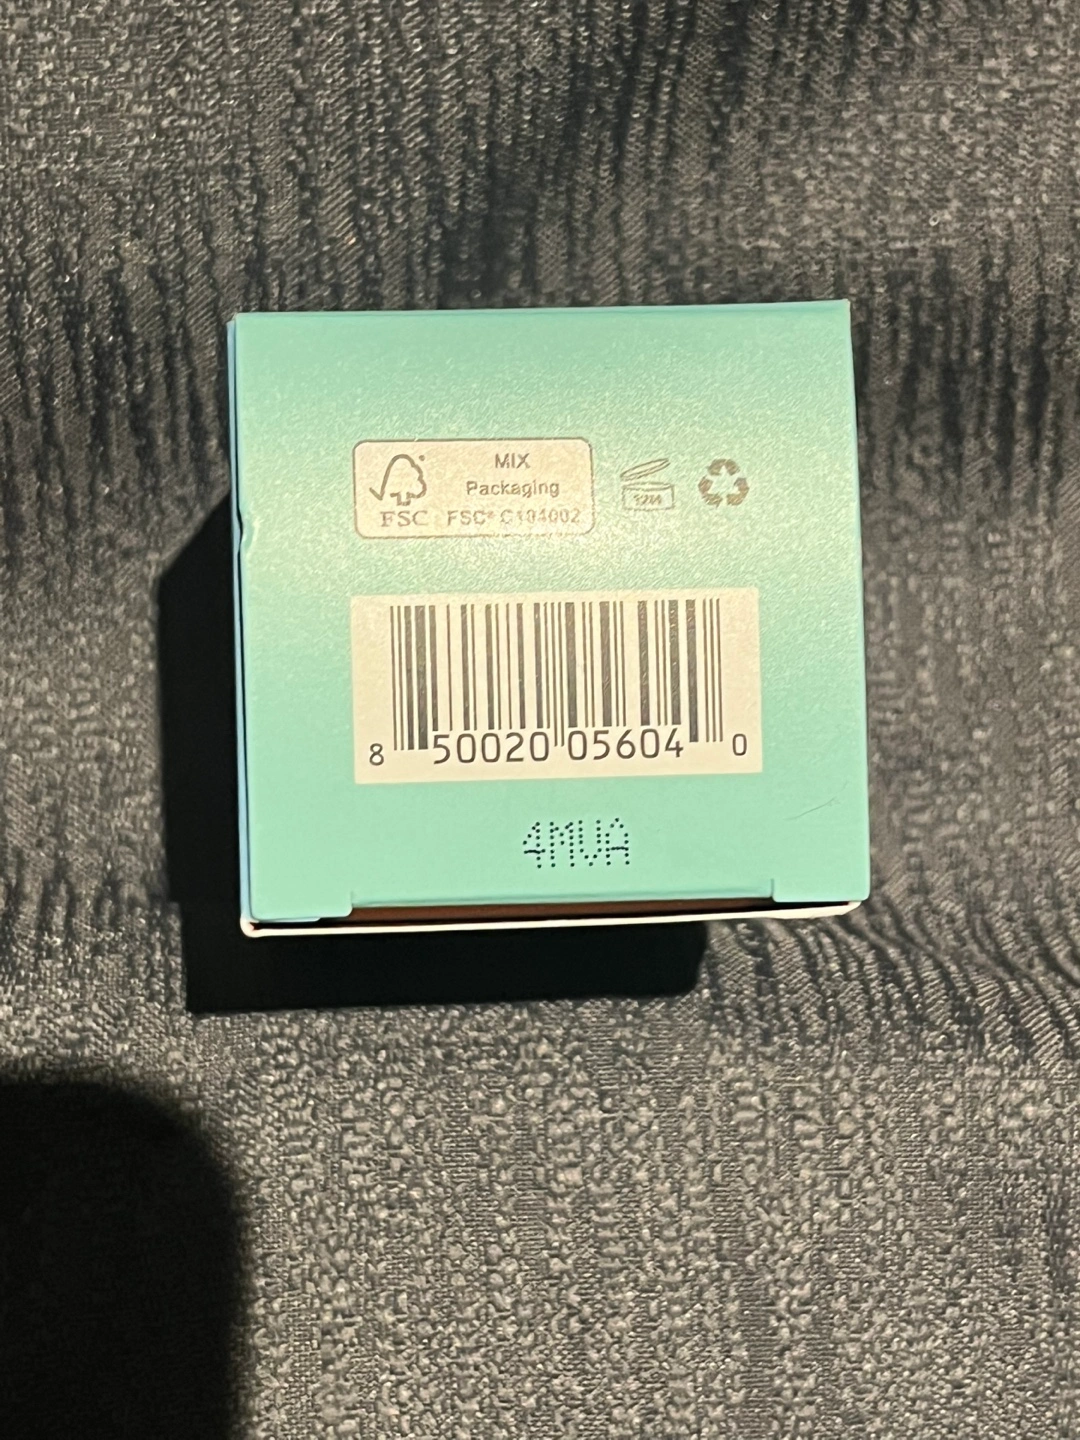 MIX
Packaging
FSC FSC® C104002
12M
8 50020 05604 0
4MVA